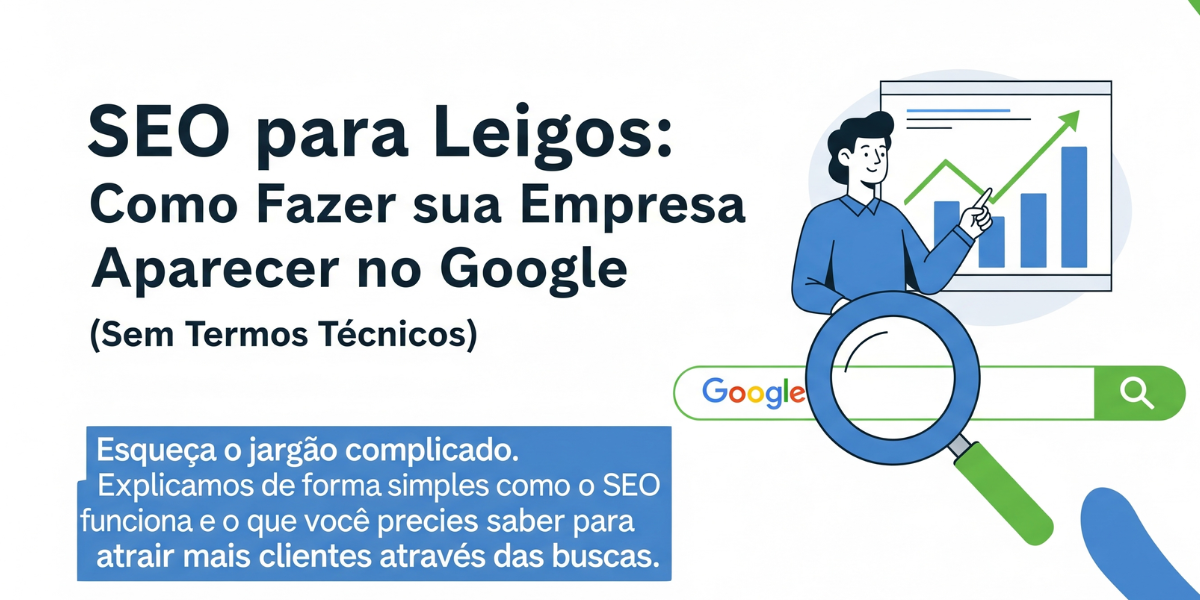 SEO para Leigos:
Como Fazer sua Empresa
Aparecer no Google
(Sem Termos Técnicos)
Google
Esqueça o jargão complicado.
Explicamos de forma simples como o SEO
funciona e o que você precies saber para
atrair mais clientes através das buscas.